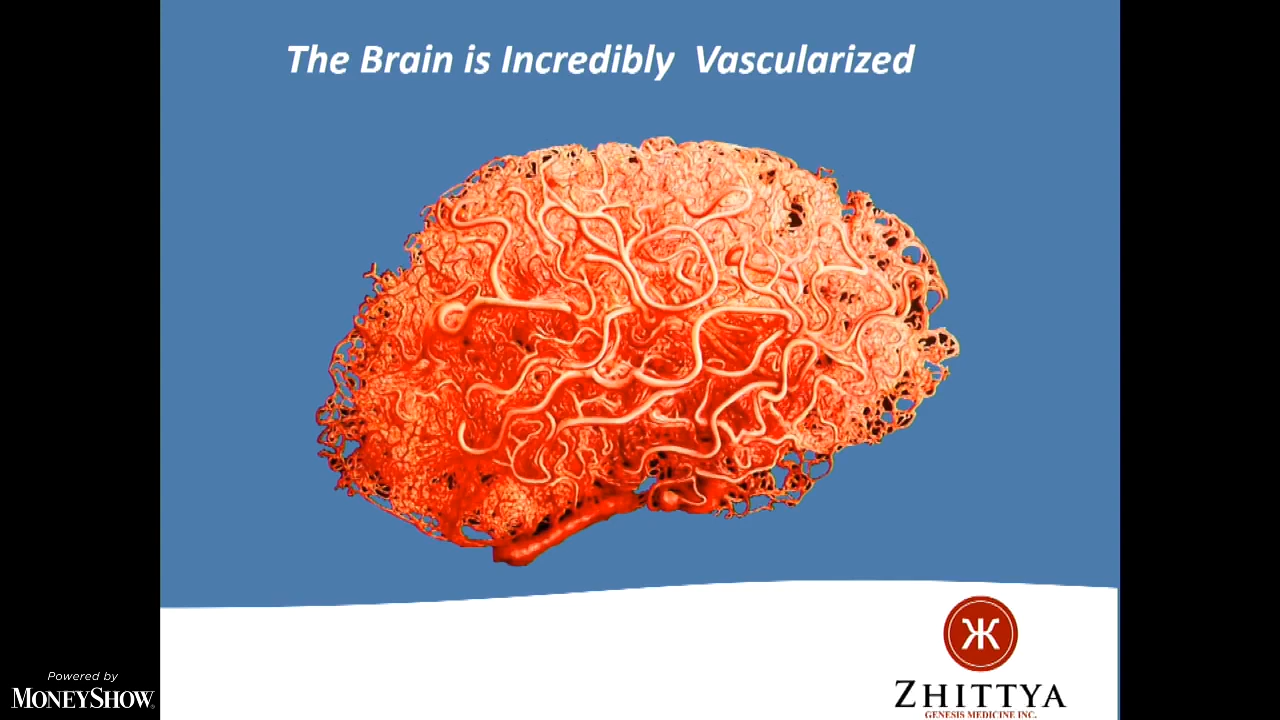 The Brain is Incredibly Vascularized
Powered by
MONEYSHOW
ZHITTYA
GENESIS MEDICINE INC.